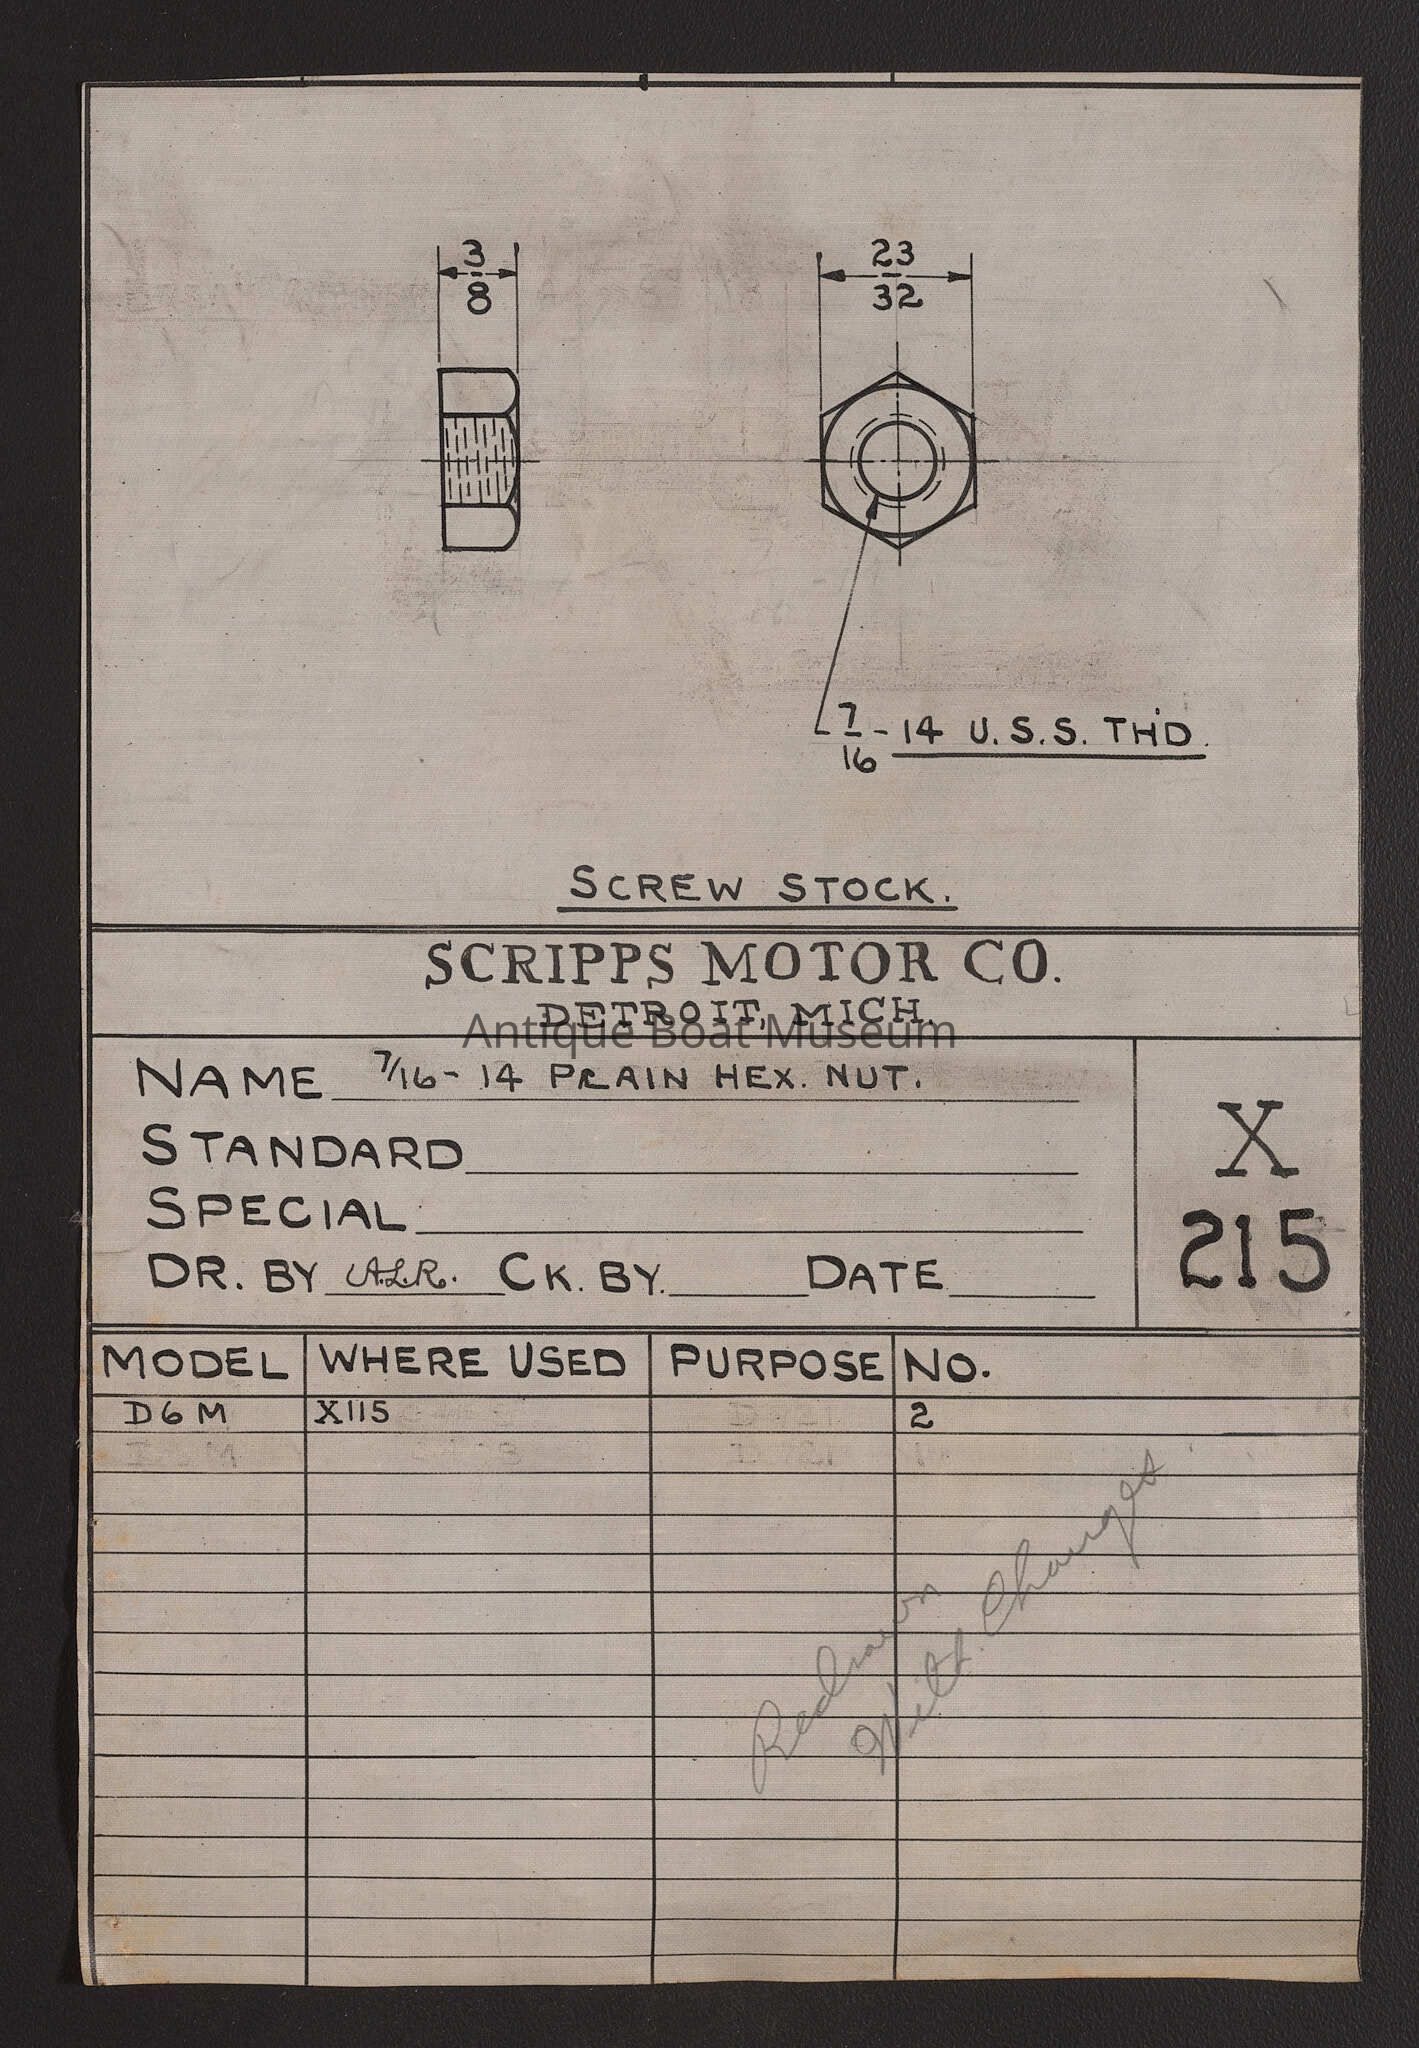 3/8
23/32
7/16 - 14 U.S.S. TH'D.
SCREW STOCK.
SCRIPPS MOTOR CO.
DETROIT, MICH.
Antique Boat Museum
NAME 7/16 - 14 PLAIN HEX. NUT.
STANDARD
SPECIAL
DR. BY A.L.R. CK. BY. DATE
X
215
MODEL WHERE USED PURPOSE NO.
D6M X115 2
Redrawn
With Changes